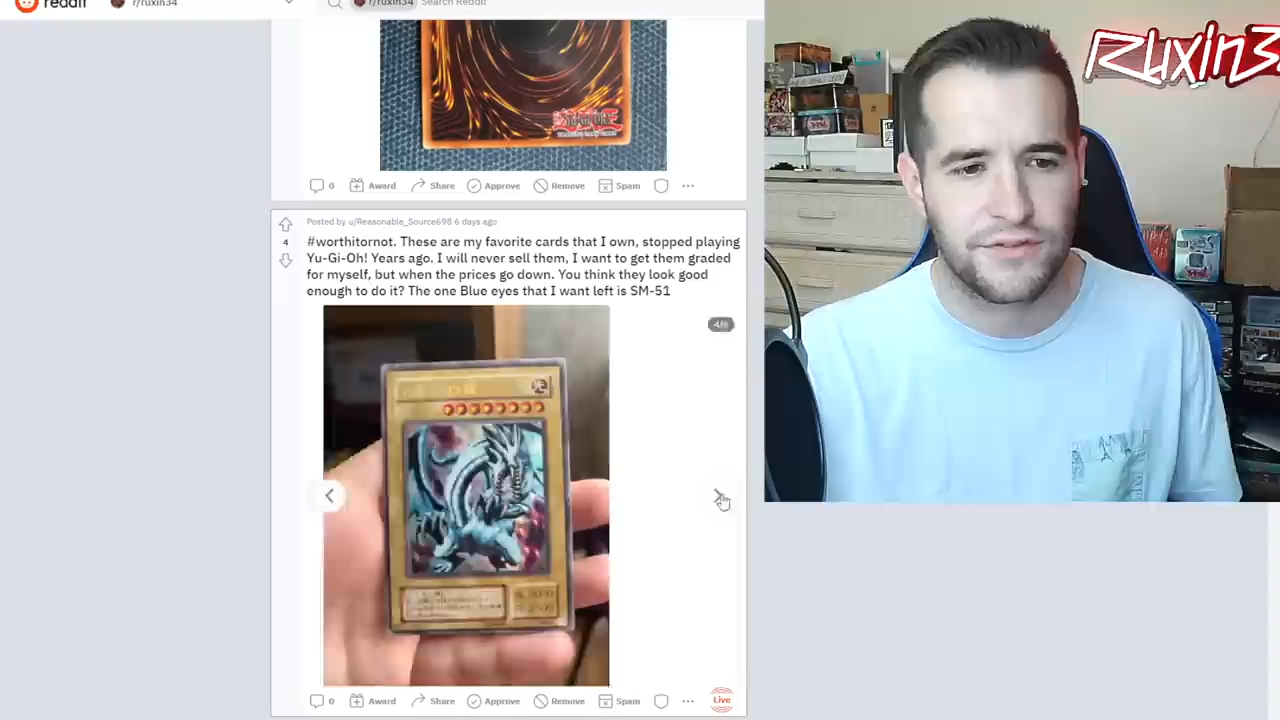 reddit
r/ruxin34
r/ruxin34 Search Reddit
Ruxin3
Yu-Gi-Oh!
0 Award Share Approve Remove Spam
Posted by u/Reasonable_Source698 6 days ago
4
#worthitornot. These are my favorite cards that I own, stopped playing
Yu-Gi-Oh! Years ago. I will never sell them, I want to get them graded
for myself, but when the prices go down. You think they look good
enough to do it? The one Blue eyes that I want left is SM-51
0 Award Share Approve Remove Spam
Live